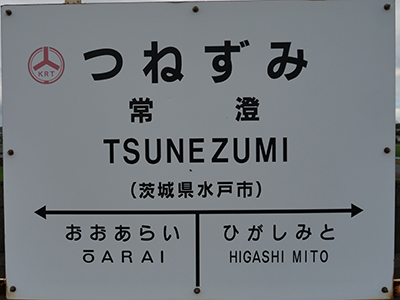 KRT
つねずみ
常澄
TSUNEZUMI
(茨城県水戸市)
おおあらい ひがしみと
ōARAI HIGASHI MITO